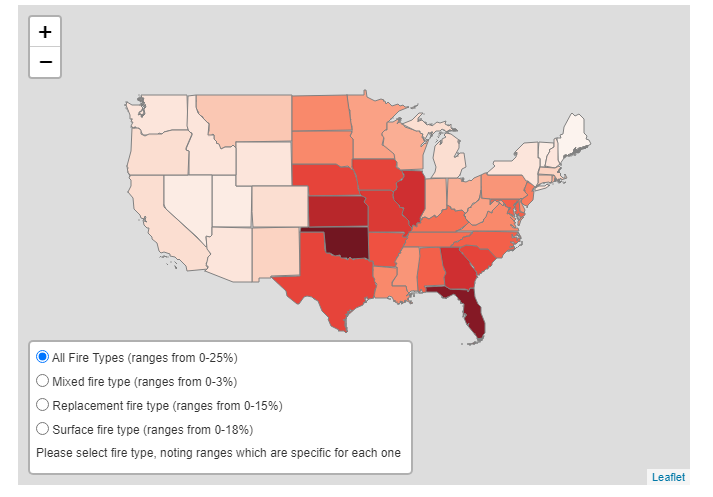 +
−
All Fire Types (ranges from 0-25%)
Mixed fire type (ranges from 0-3%)
Replacement fire type (ranges from 0-15%)
Surface fire type (ranges from 0-18%)
Please select fire type, noting ranges which are specific for each one
Leaflet